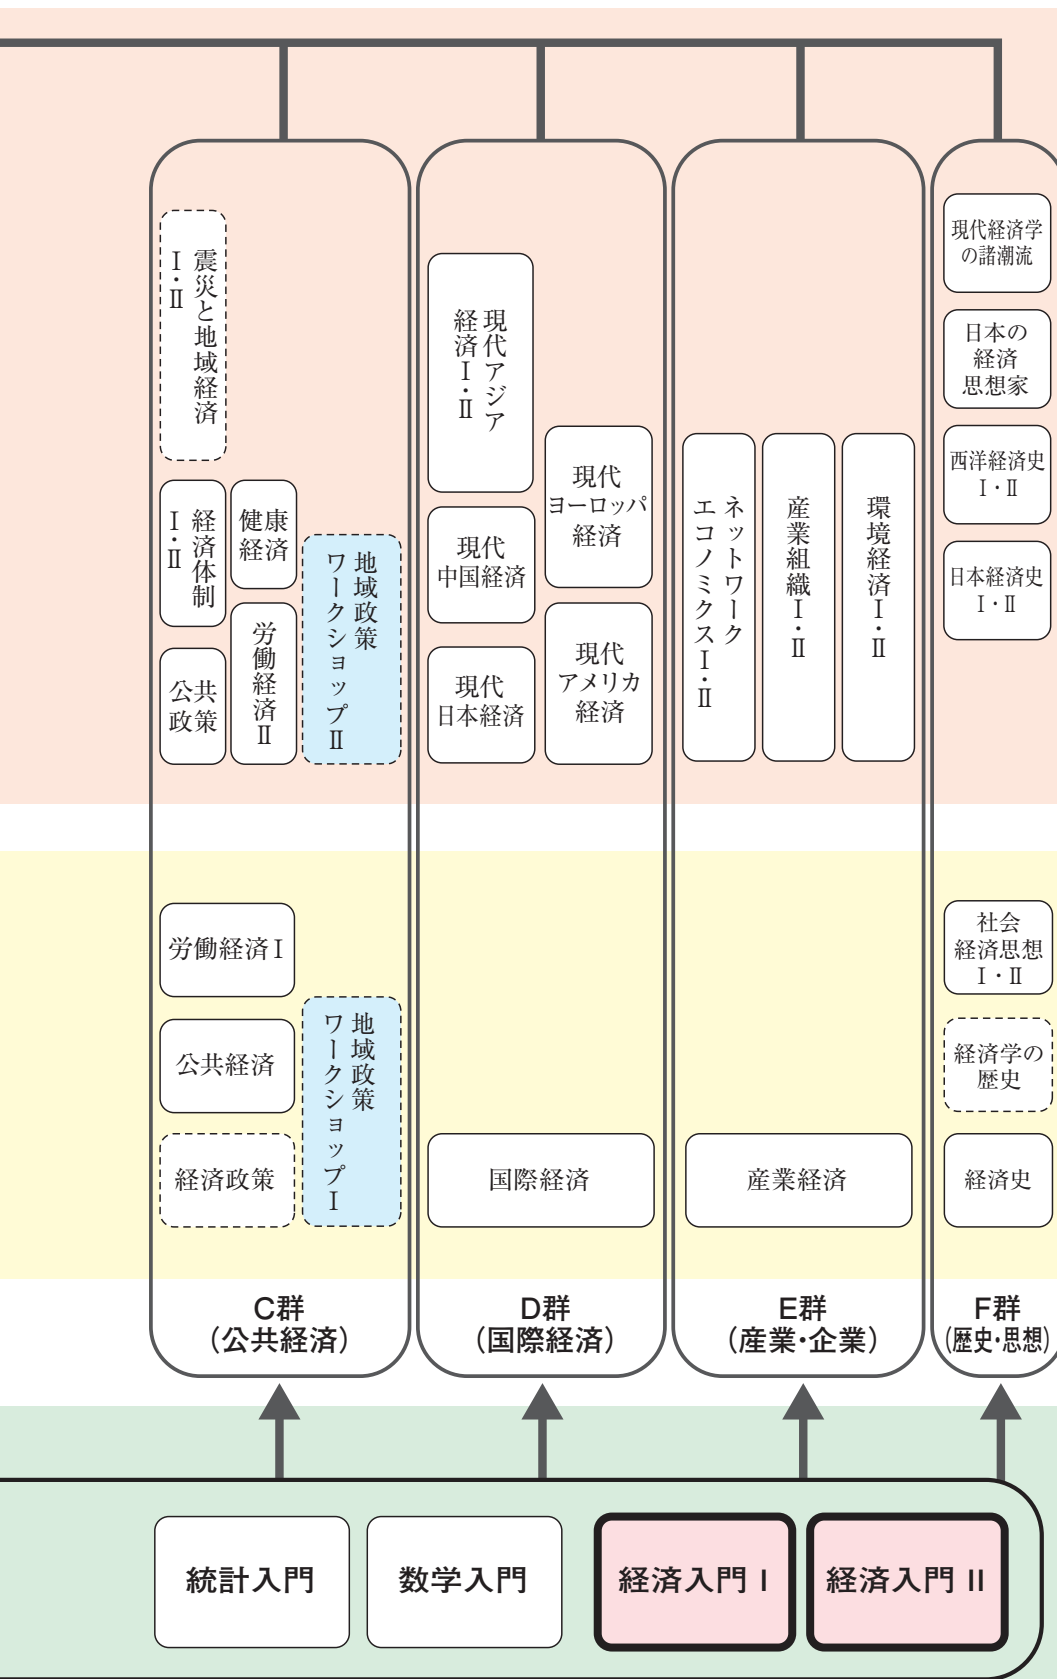 震災と地域経済
Ⅰ・Ⅱ
経済体制
Ⅰ・Ⅱ
健康
経済
公共
政策
労働経済Ⅱ
地域政策
ワークショップⅡ
現代アジア
経済Ⅰ・Ⅱ
現代
中国経済
現代
日本経済
現代
ヨーロッパ
経済
現代
アメリカ
経済
ネットワーク
エコノミクスⅠ・Ⅱ
産業組織Ⅰ・Ⅱ
環境経済Ⅰ・Ⅱ
現代経済学
の諸潮流
日本の
経済
思想家
西洋経済史
Ⅰ・Ⅱ
日本経済史
Ⅰ・Ⅱ
労働経済Ⅰ
公共経済
経済政策
地域政策
ワークショップⅠ
国際経済
産業経済
社会
経済思想
Ⅰ・Ⅱ
経済学の
歴史
経済史
C群
（公共経済）
D群
（国際経済）
E群
（産業・企業）
F群
（歴史・思想）
統計入門
数学入門
経済入門 I
経済入門 II